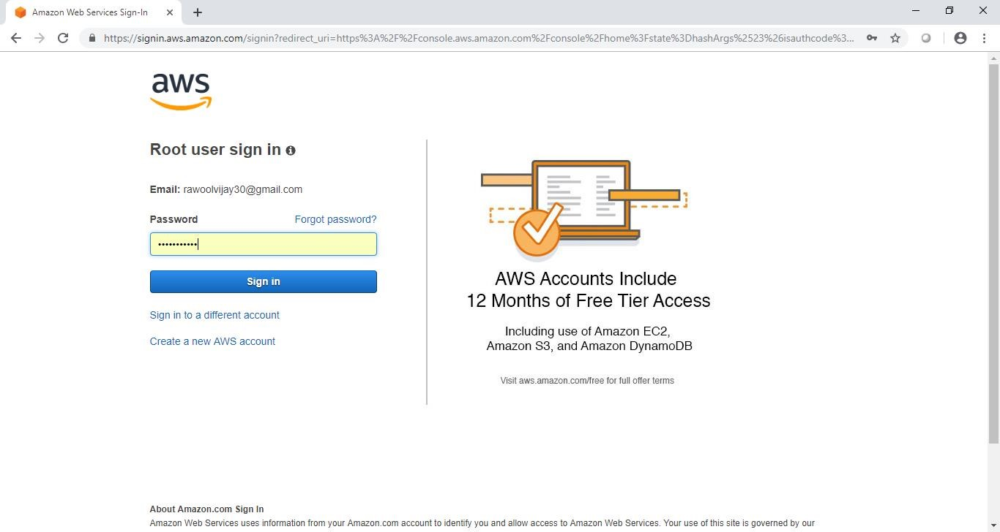 Amazon Web Services Sign-In
https://signin.aws.amazon.com/signin?redirect_uri=https%3A%2F%2Fconsole.aws.amazon.com%2Fconsole%2Fhome%3Fstate%3DhashArgs%2523%26isauthcode%3...
aws
Root user sign in
Email: rawoolvijay30@gmail.com
Password Forgot password?
•••••••••••
Sign in
Sign in to a different account
Create a new AWS account
AWS Accounts Include
12 Months of Free Tier Access
Including use of Amazon EC2,
Amazon S3, and Amazon DynamoDB
Visit aws.amazon.com/free for full offer terms
About Amazon.com Sign In
Amazon Web Services uses information from your Amazon.com account to identify you and allow access to Amazon Web Services. Your use of this site is governed by our